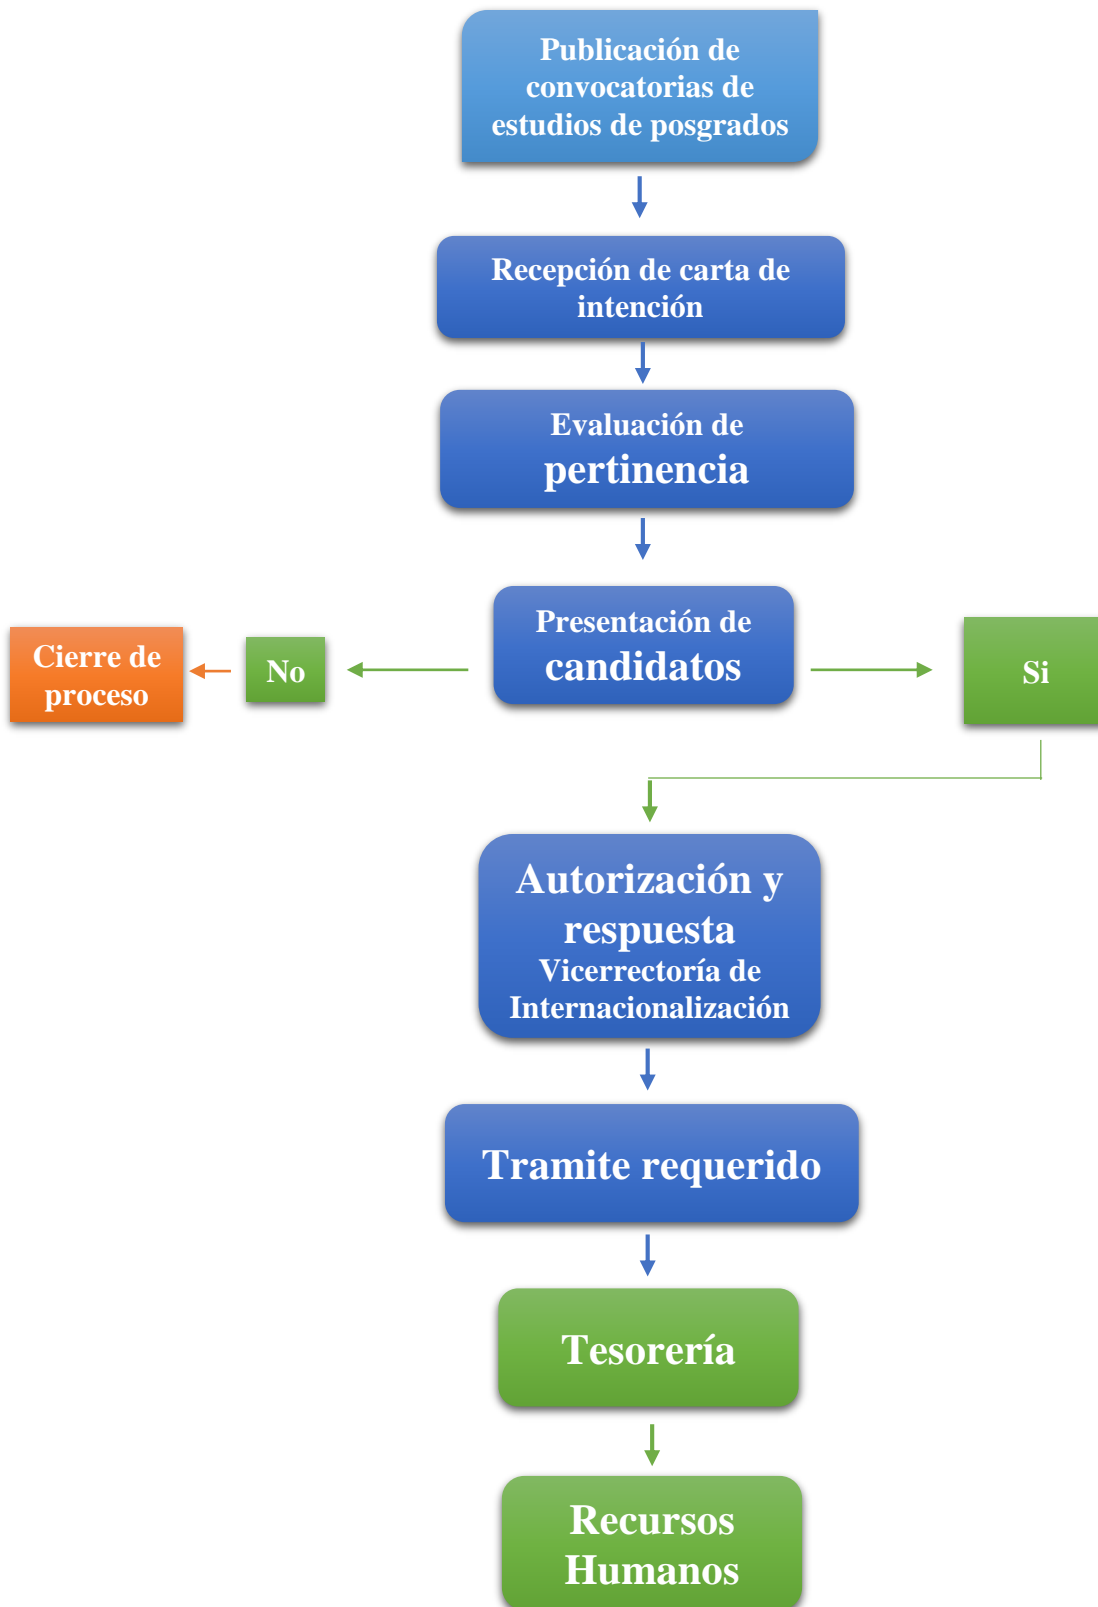 Publicación de
convocatorias de
estudios de posgrados
Recepción de carta de
intención
Evaluación de
pertinencia
Presentación de
candidatos
Cierre de
proceso
No
Si
Autorización y
respuesta
Vicerrectoría de
Internacionalización
Tramite requerido
Tesorería
Recursos
Humanos